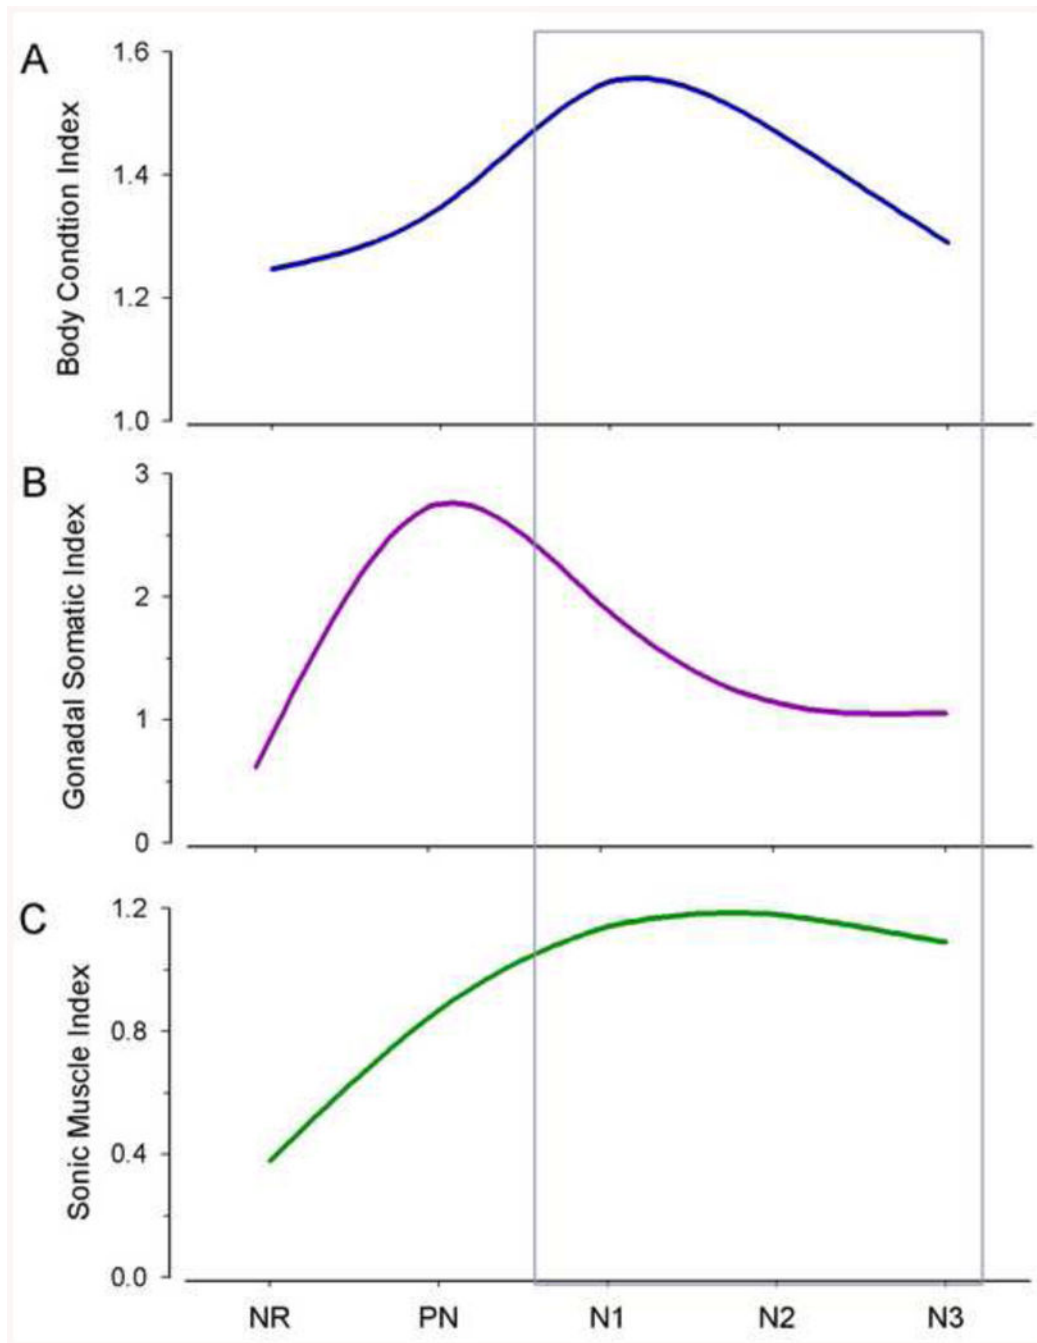 A
Body Condtion Index
1.6
1.4
1.2
1.0
B
Gonadal Somatic Index
3
2
1
0
C
Sonic Muscle Index
1.2
0.8
0.4
0.0
NR PN N1 N2 N3